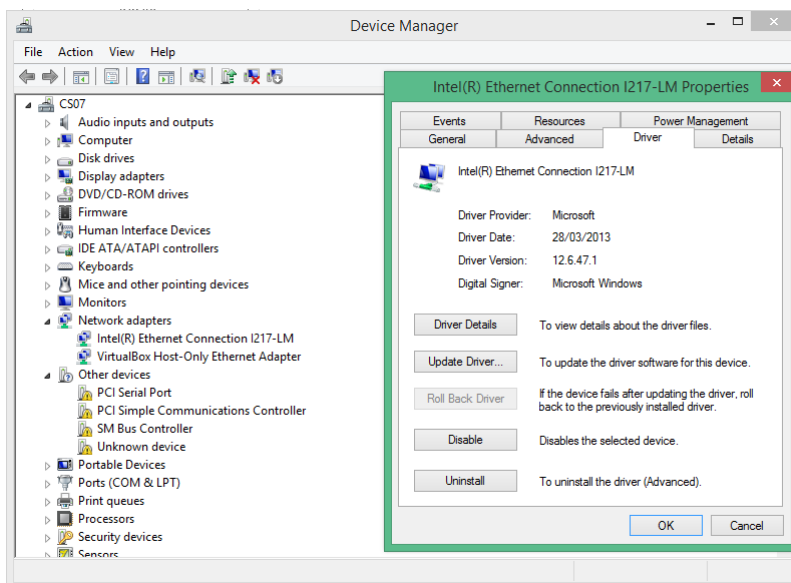 Device Manager
File Action View Help
CS07
Audio inputs and outputs
Computer
Disk drives
Display adapters
DVD/CD-ROM drives
Firmware
Human Interface Devices
IDE ATA/ATAPI controllers
Keyboards
Mice and other pointing devices
Monitors
Network adapters
Intel(R) Ethernet Connection I217-LM
VirtualBox Host-Only Ethernet Adapter
Other devices
PCI Serial Port
PCI Simple Communications Controller
SM Bus Controller
Unknown device
Portable Devices
Ports (COM & LPT)
Print queues
Processors
Security devices
Sensors
Intel(R) Ethernet Connection I217-LM Properties
Events Resources Power Management
General Advanced Driver Details
Intel(R) Ethernet Connection I217-LM
Driver Provider: Microsoft
Driver Date: 28/03/2013
Driver Version: 12.6.47.1
Digital Signer: Microsoft Windows
Driver Details To view details about the driver files.
Update Driver... To update the driver software for this device.
Roll Back Driver If the device fails after updating the driver, roll
back to the previously installed driver.
Disable Disables the selected device.
Uninstall To uninstall the driver (Advanced).
OK Cancel